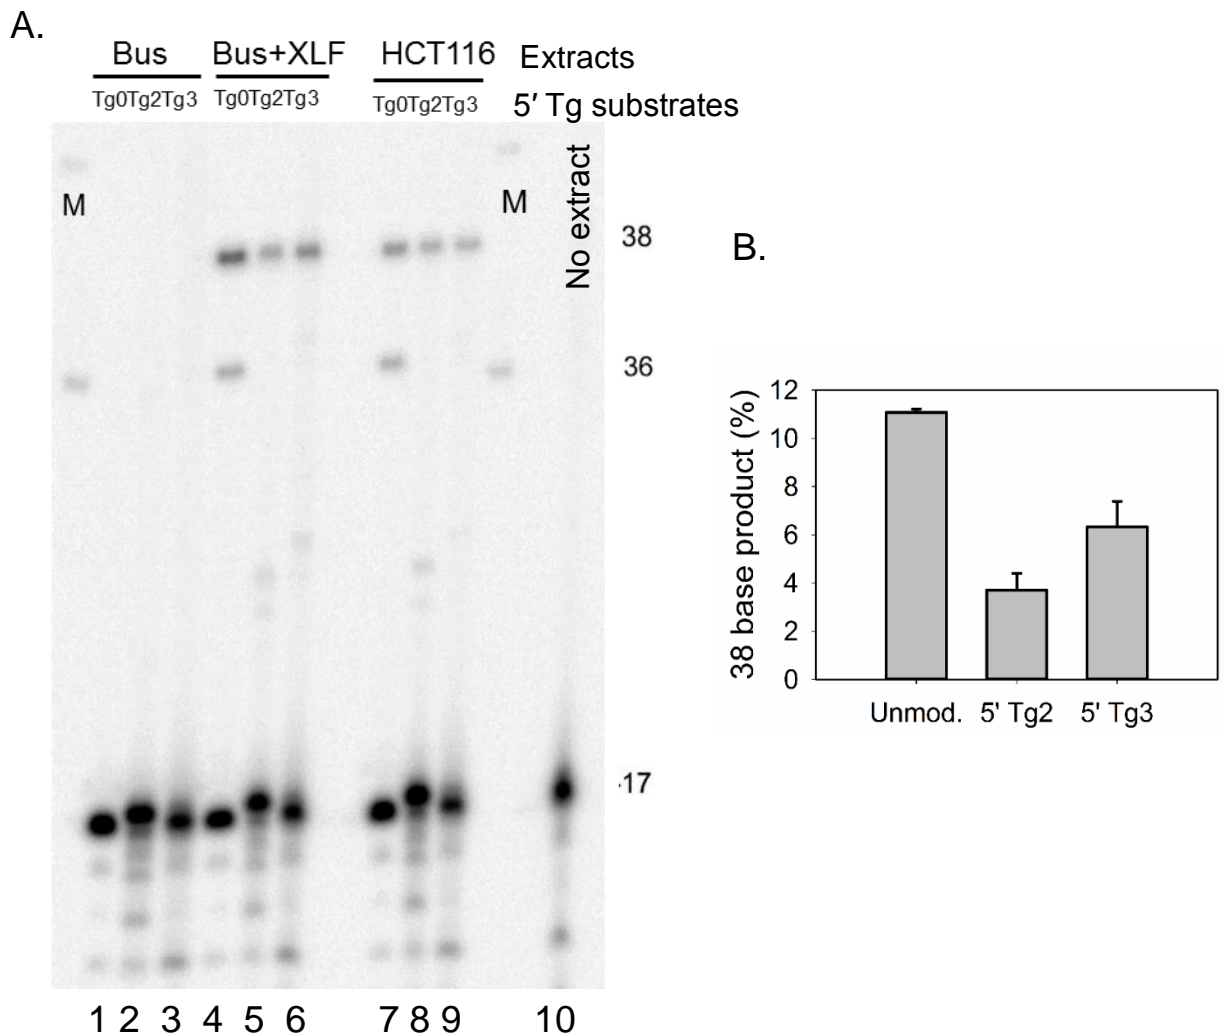 A.
Bus Bus+XLF HCT116 Extracts
Tg0Tg2Tg3 Tg0Tg2Tg3 Tg0Tg2Tg3 5′ Tg substrates
M M No extract
38
36
17
1 2 3 4 5 6 7 8 9 10
B.
38 base product (%)
12
10
8
6
4
2
0
Unmod. 5' Tg2 5' Tg3